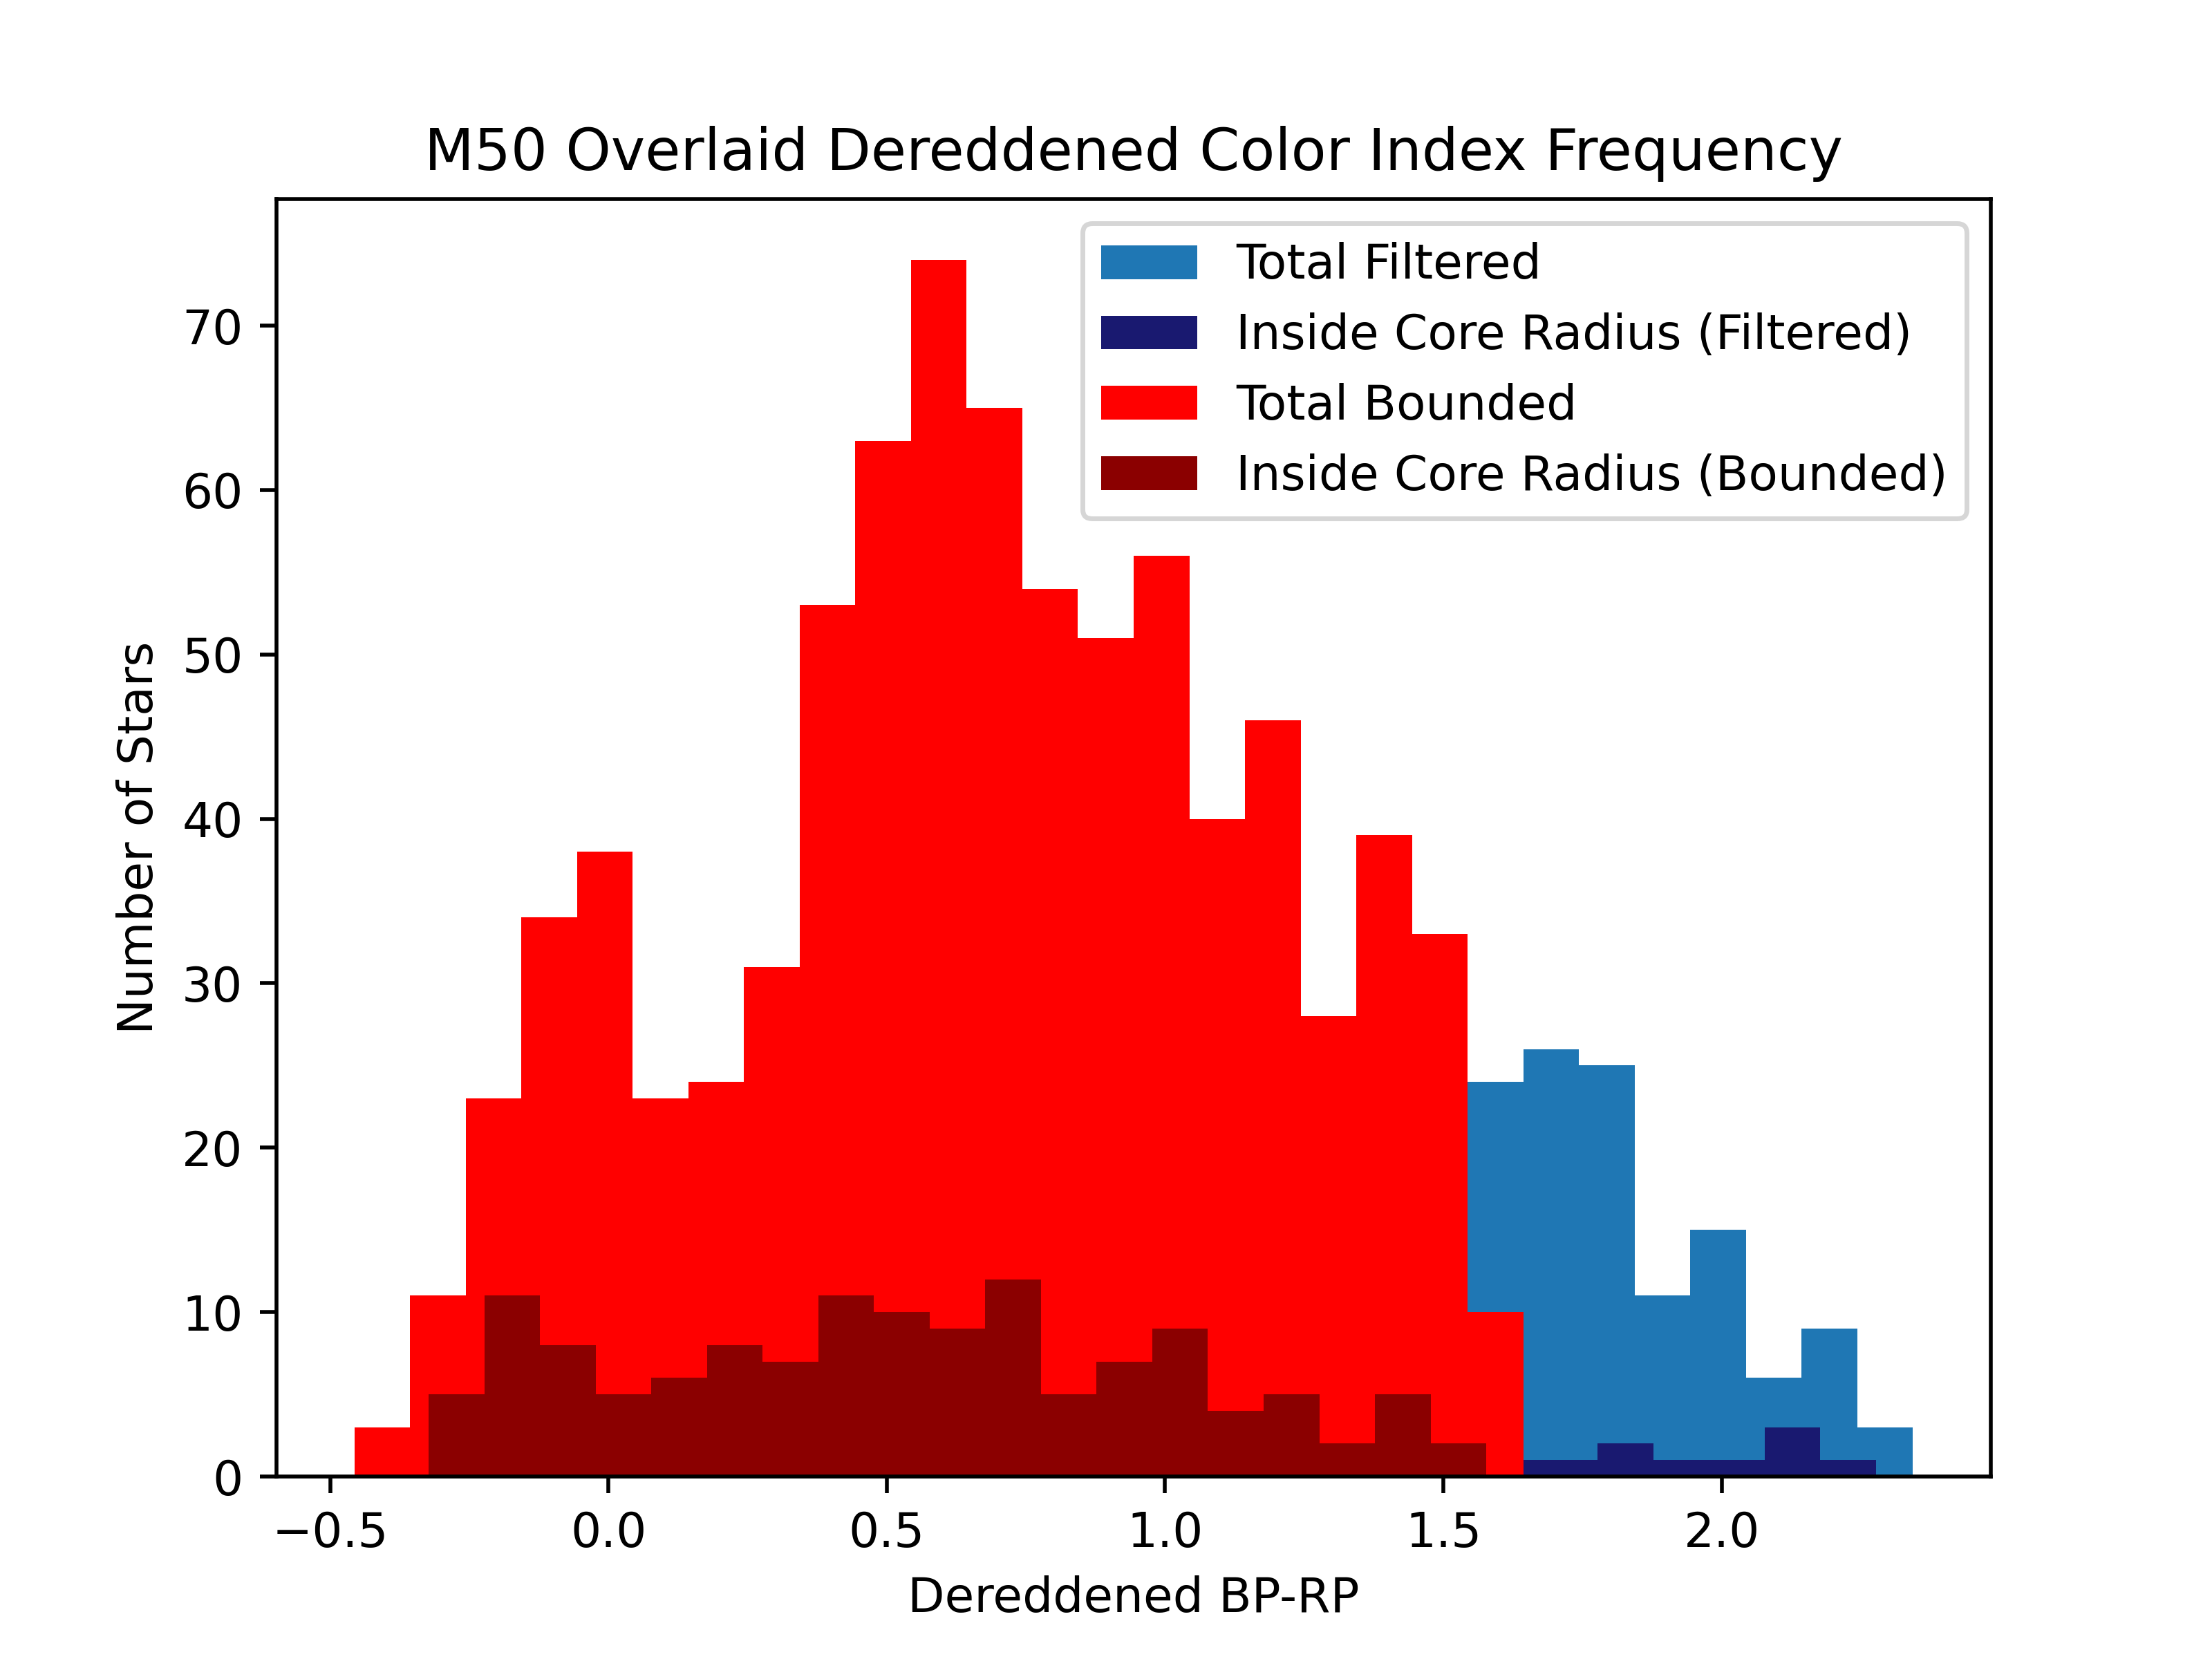 M50 Overlaid Dereddened Color Index Frequency
Total Filtered
Inside Core Radius (Filtered)
Total Bounded
Inside Core Radius (Bounded)
Number of Stars
70
60
50
40
30
20
10
0
−0.5 0.0 0.5 1.0 1.5 2.0
Dereddened BP-RP